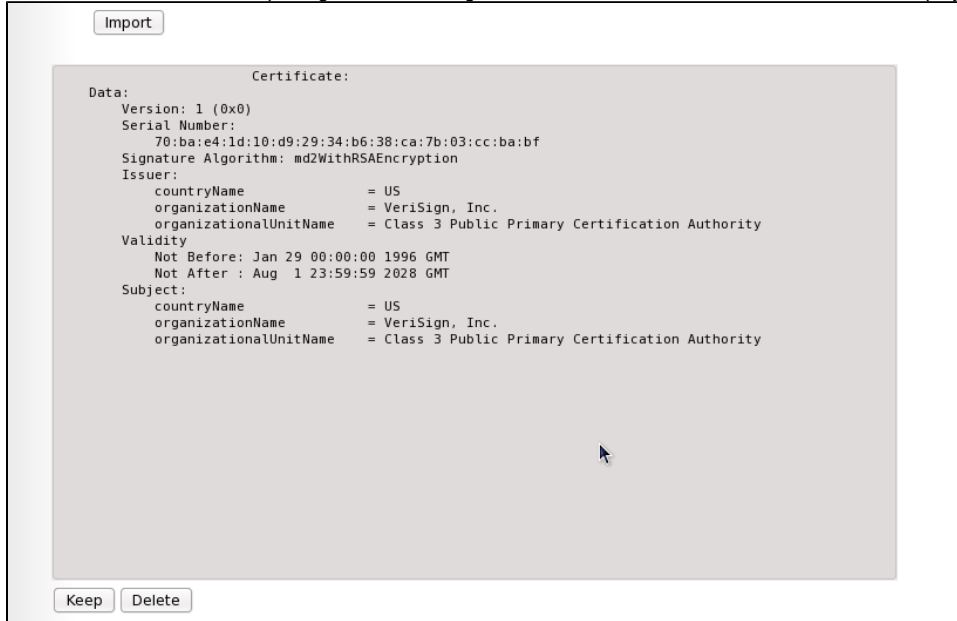 Import
Certificate:
Data:
Version: 1 (0x0)
Serial Number:
70:ba:e4:1d:10:d9:29:34:b6:38:ca:7b:03:cc:ba:bf
Signature Algorithm: md2WithRSAEncryption
Issuer:
countryName = US
organizationName = VeriSign, Inc.
organizationalUnitName = Class 3 Public Primary Certification Authority
Validity
Not Before: Jan 29 00:00:00 1996 GMT
Not After : Aug 1 23:59:59 2028 GMT
Subject:
countryName = US
organizationName = VeriSign, Inc.
organizationalUnitName = Class 3 Public Primary Certification Authority
Keep Delete